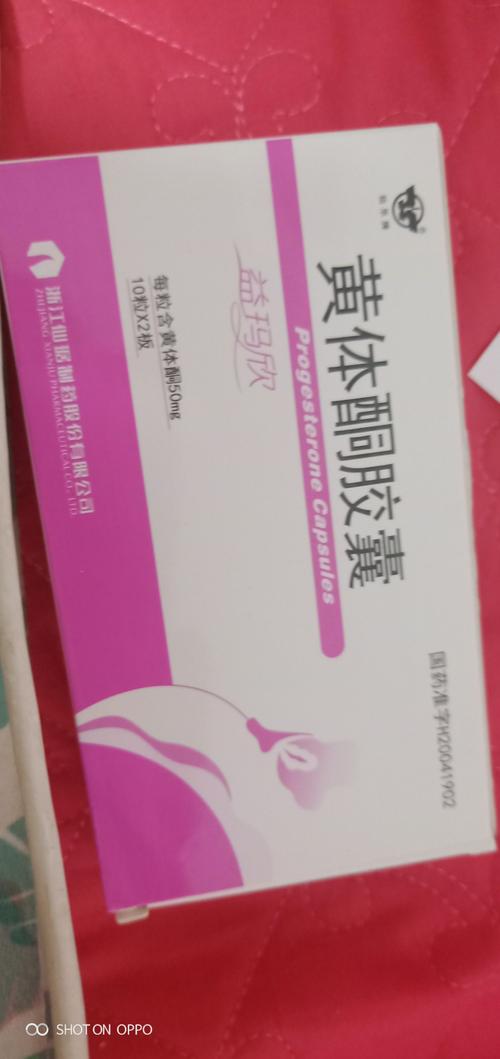 黄体酮胶囊
Progesterone Capsules
益玛欣
每粒含黄体酮50mg
10粒X2板
国药准字H20041902
浙江仙琚制药股份有限公司
ZHEJIANG XIANJU PHARMACEUTICAL CO., LTD
SHOT ON OPPO